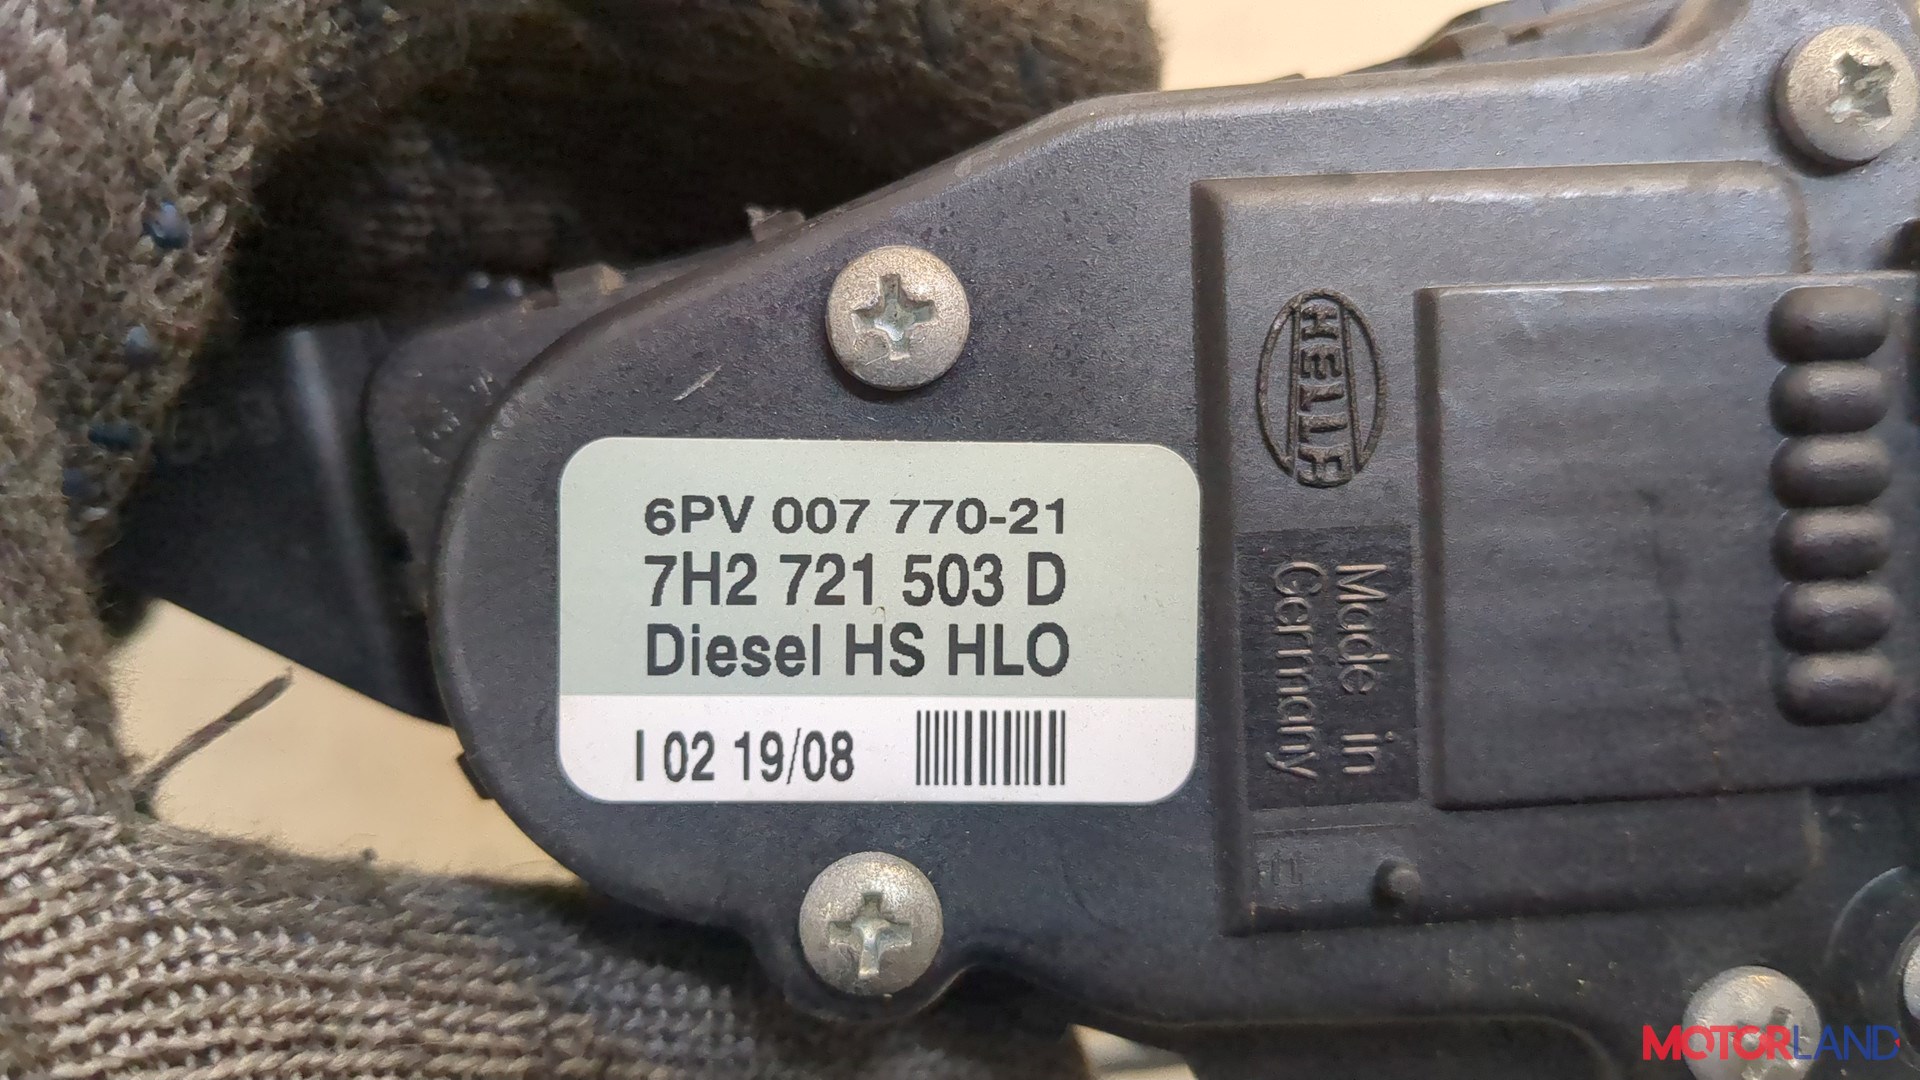 6PV 007 770-21
7H2 721 503 D
Diesel HS HLO
I 02 19/08
HELLA
Made in
Germany
MOTORLAND